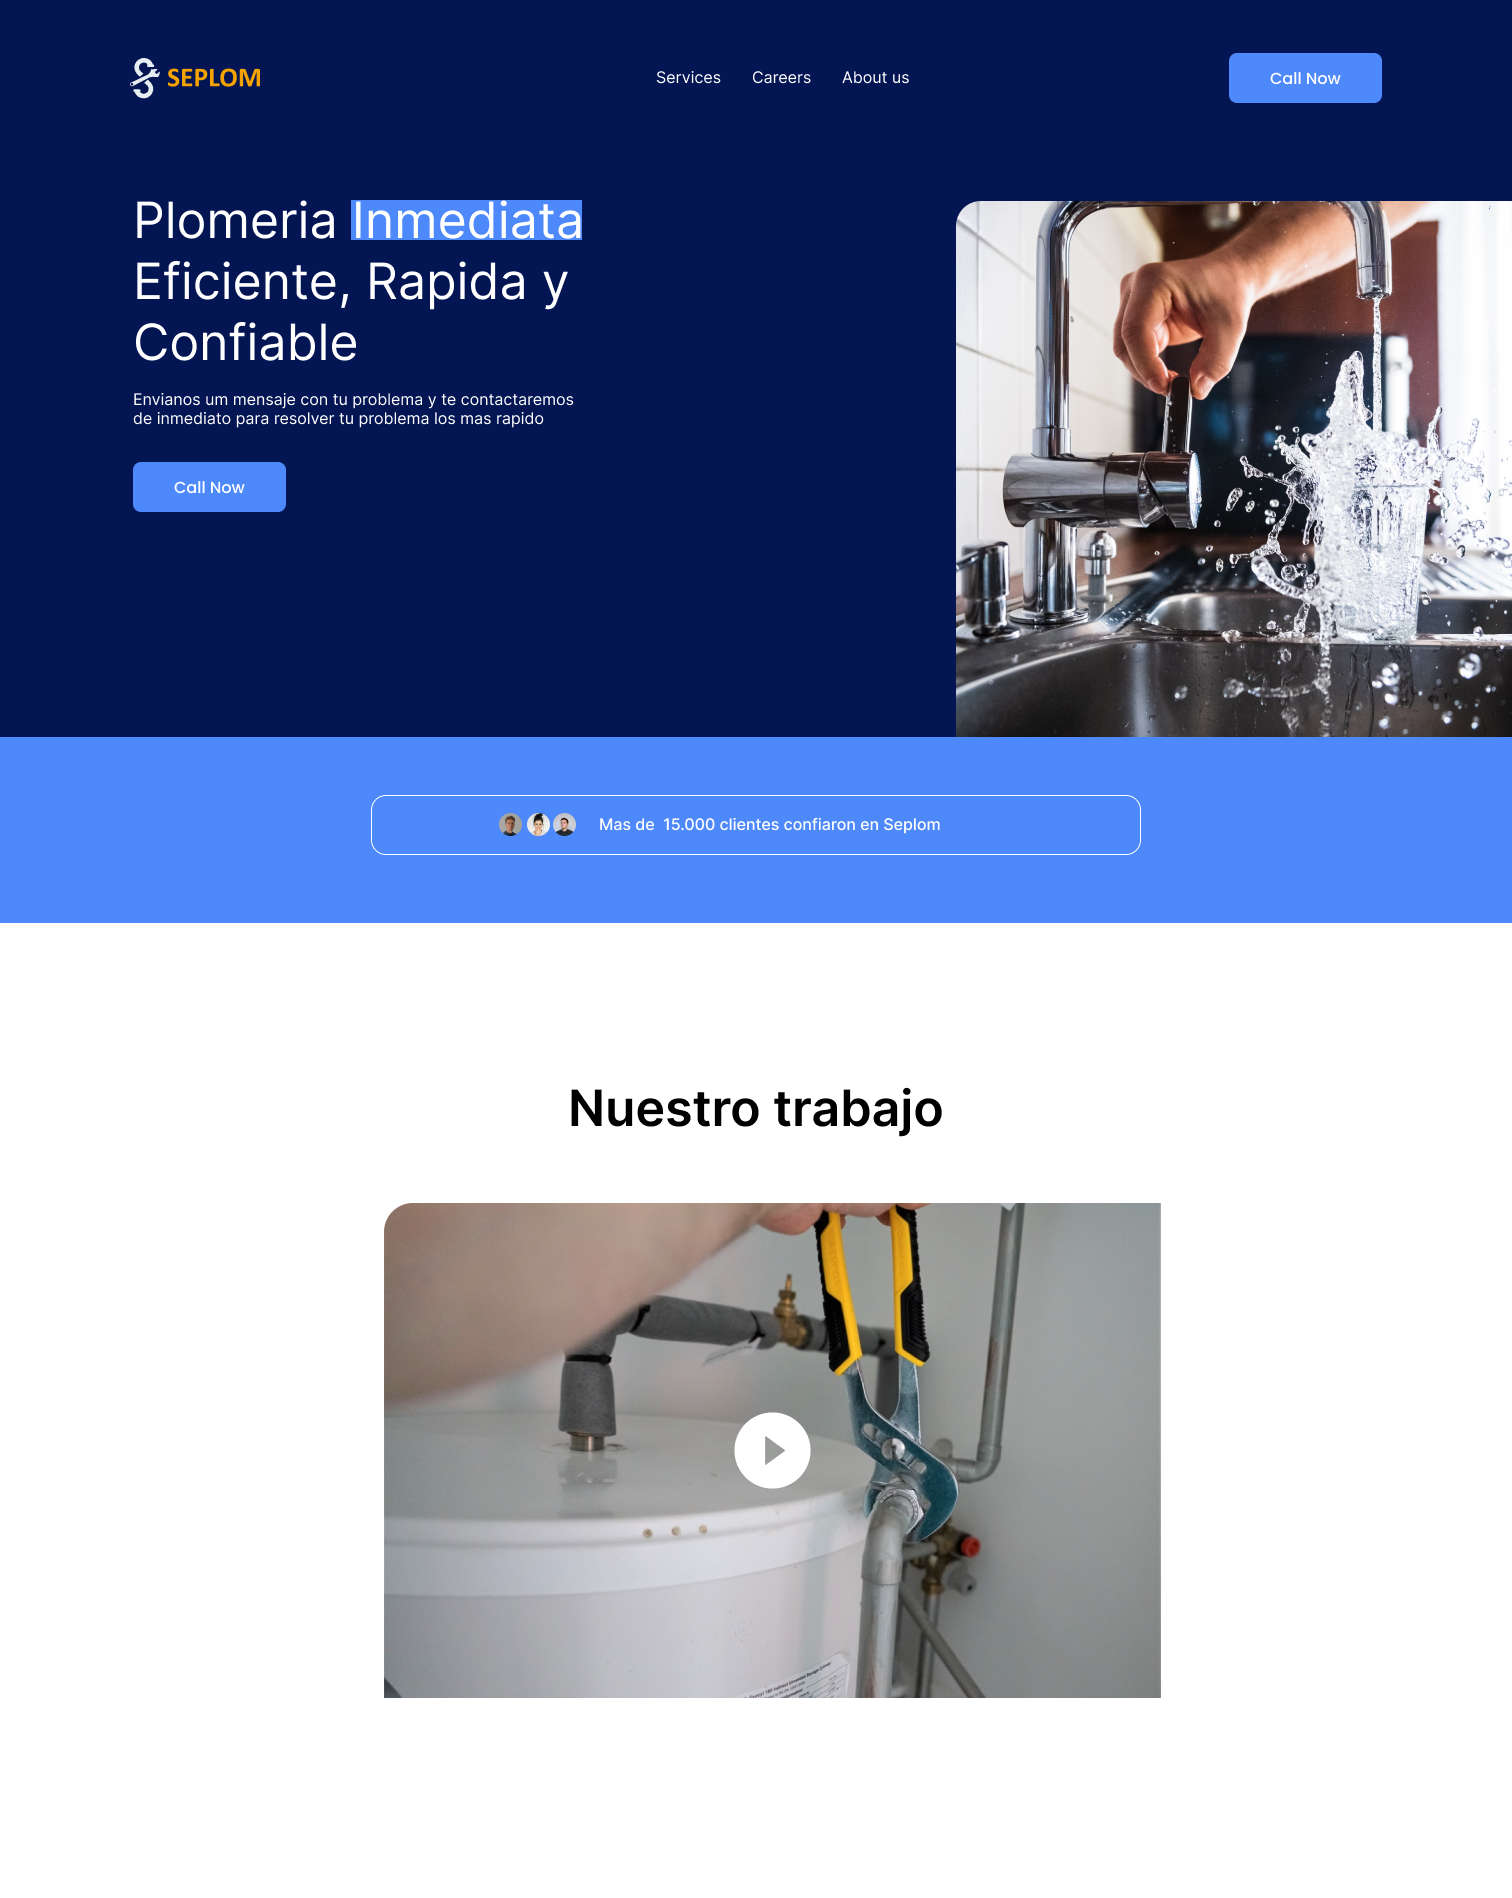 SEPLOM
Services Careers About us
Call Now
Plomeria Inmediata
Eficiente, Rapida y
Confiable
Envianos um mensaje con tu problema y te contactaremos
de inmediato para resolver tu problema los mas rapido
Call Now
Mas de 15.000 clientes confiaron en Seplom
Nuestro trabajo